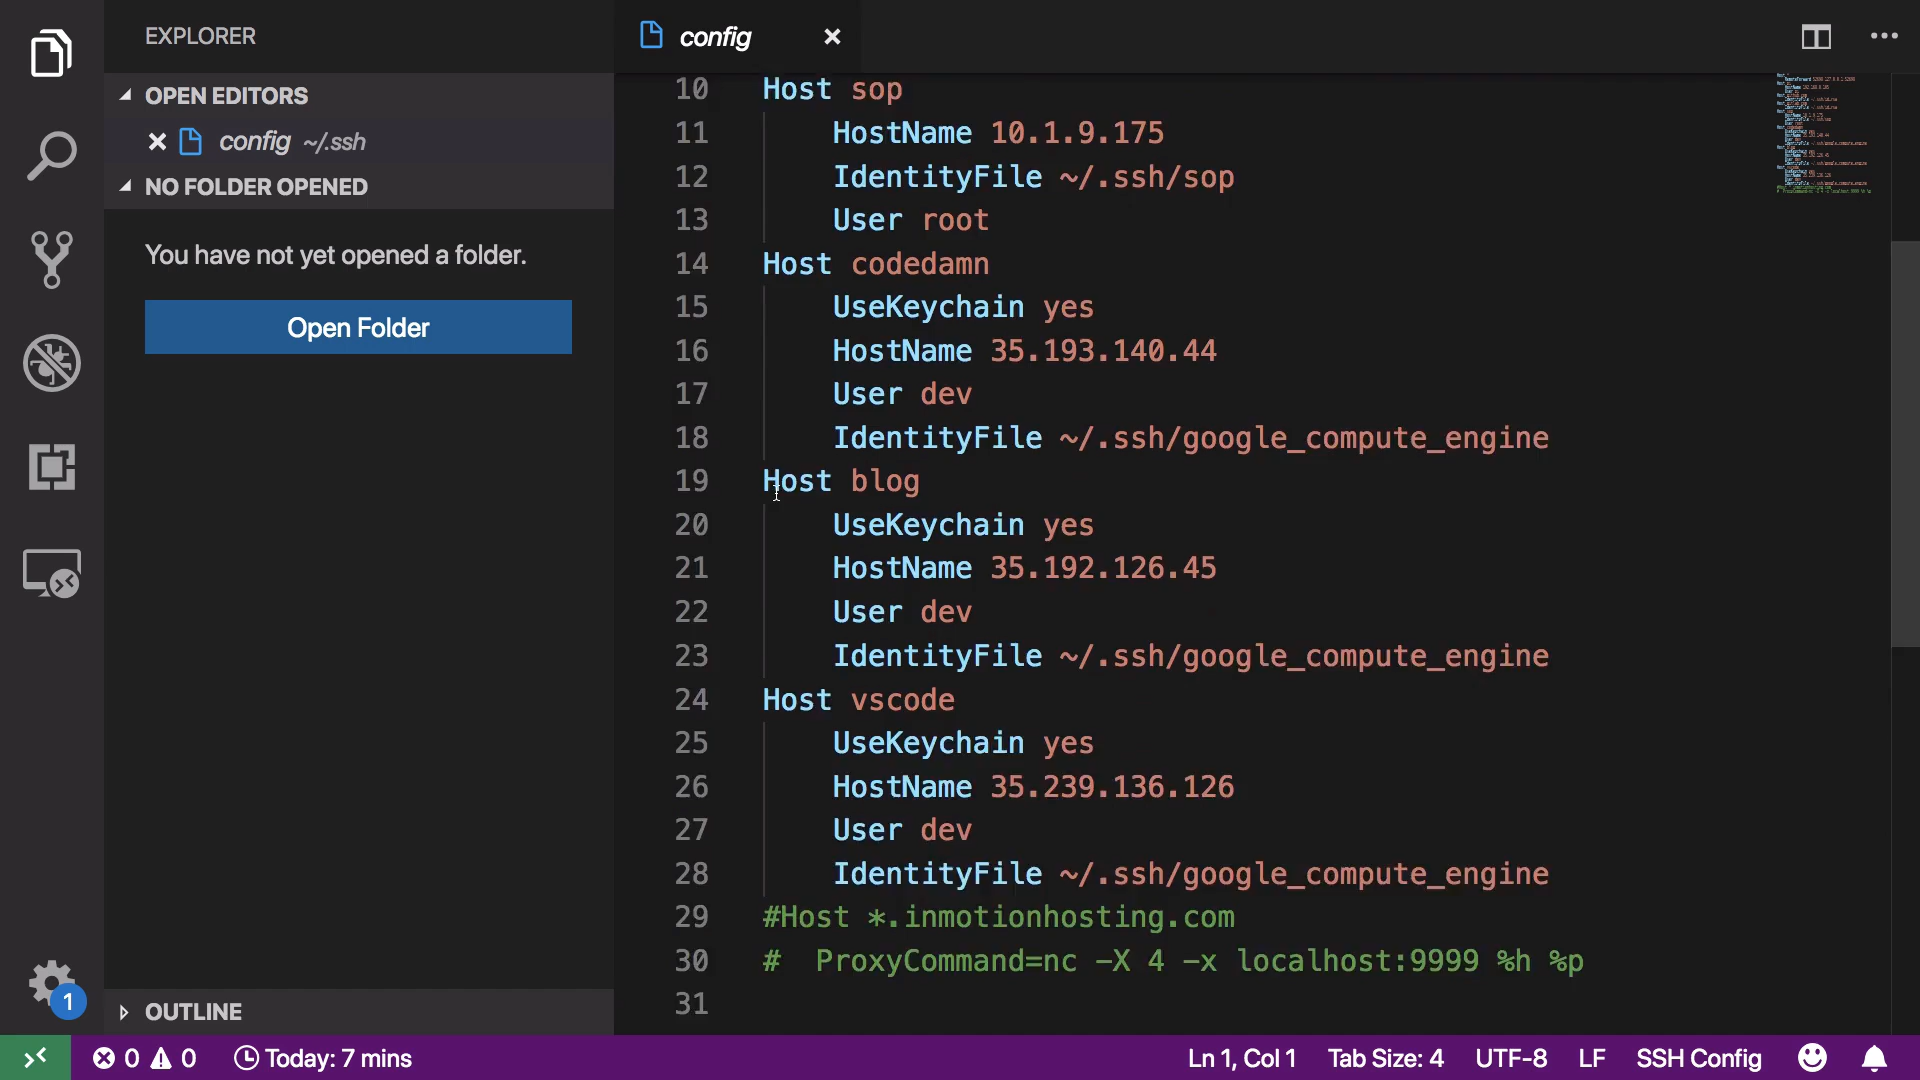 EXPLORER
OPEN EDITORS
config ~/.ssh
NO FOLDER OPENED
You have not yet opened a folder.
Open Folder
OUTLINE
1
config
10 Host sop
11 HostName 10.1.9.175
12 IdentityFile ~/.ssh/sop
13 User root
14 Host codedamn
15 UseKeychain yes
16 HostName 35.193.140.44
17 User dev
18 IdentityFile ~/.ssh/google_compute_engine
19 Host blog
20 UseKeychain yes
21 HostName 35.192.126.45
22 User dev
23 IdentityFile ~/.ssh/google_compute_engine
24 Host vscode
25 UseKeychain yes
26 HostName 35.239.136.126
27 User dev
28 IdentityFile ~/.ssh/google_compute_engine
29 #Host *.inmotionhosting.com
30 #  ProxyCommand=nc -X 4 -x localhost:9999 %h %p
31
0 0 Today: 7 mins Ln 1, Col 1 Tab Size: 4 UTF-8 LF SSH Config